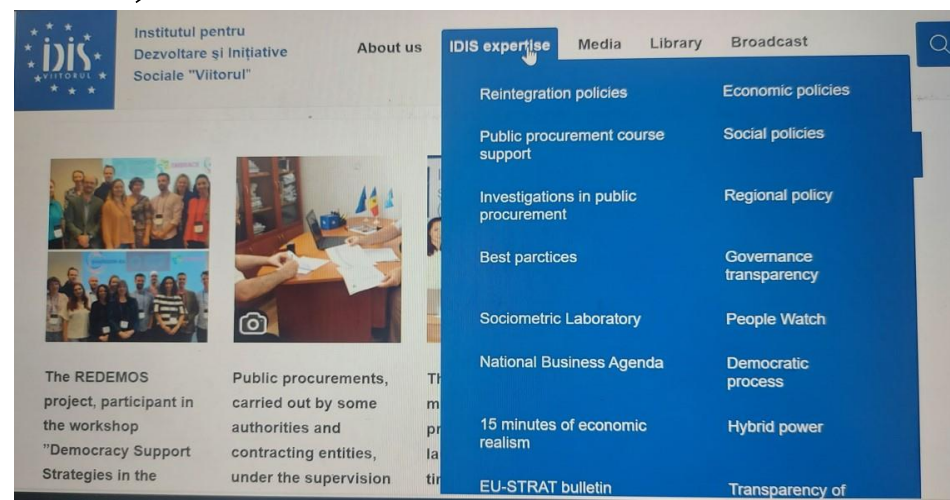 idis
VIITORUL
Institutul pentru
Dezvoltare și Inițiative
Sociale "Viitorul"
About us
IDIS expertise
Media
Library
Broadcast
Reintegration policies
Economic policies
Public procurement course
support
Social policies
Investigations in public
procurement
Regional policy
Best parctices
Governance
transparency
Sociometric Laboratory
People Watch
National Business Agenda
Democratic
process
15 minutes of economic
realism
Hybrid power
EU-STRAT bulletin
Transparency of
The REDEMOS
project, participant in
the workshop
"Democracy Support
Strategies in the
Public procurements,
carried out by some
authorities and
contracting entities,
under the supervision